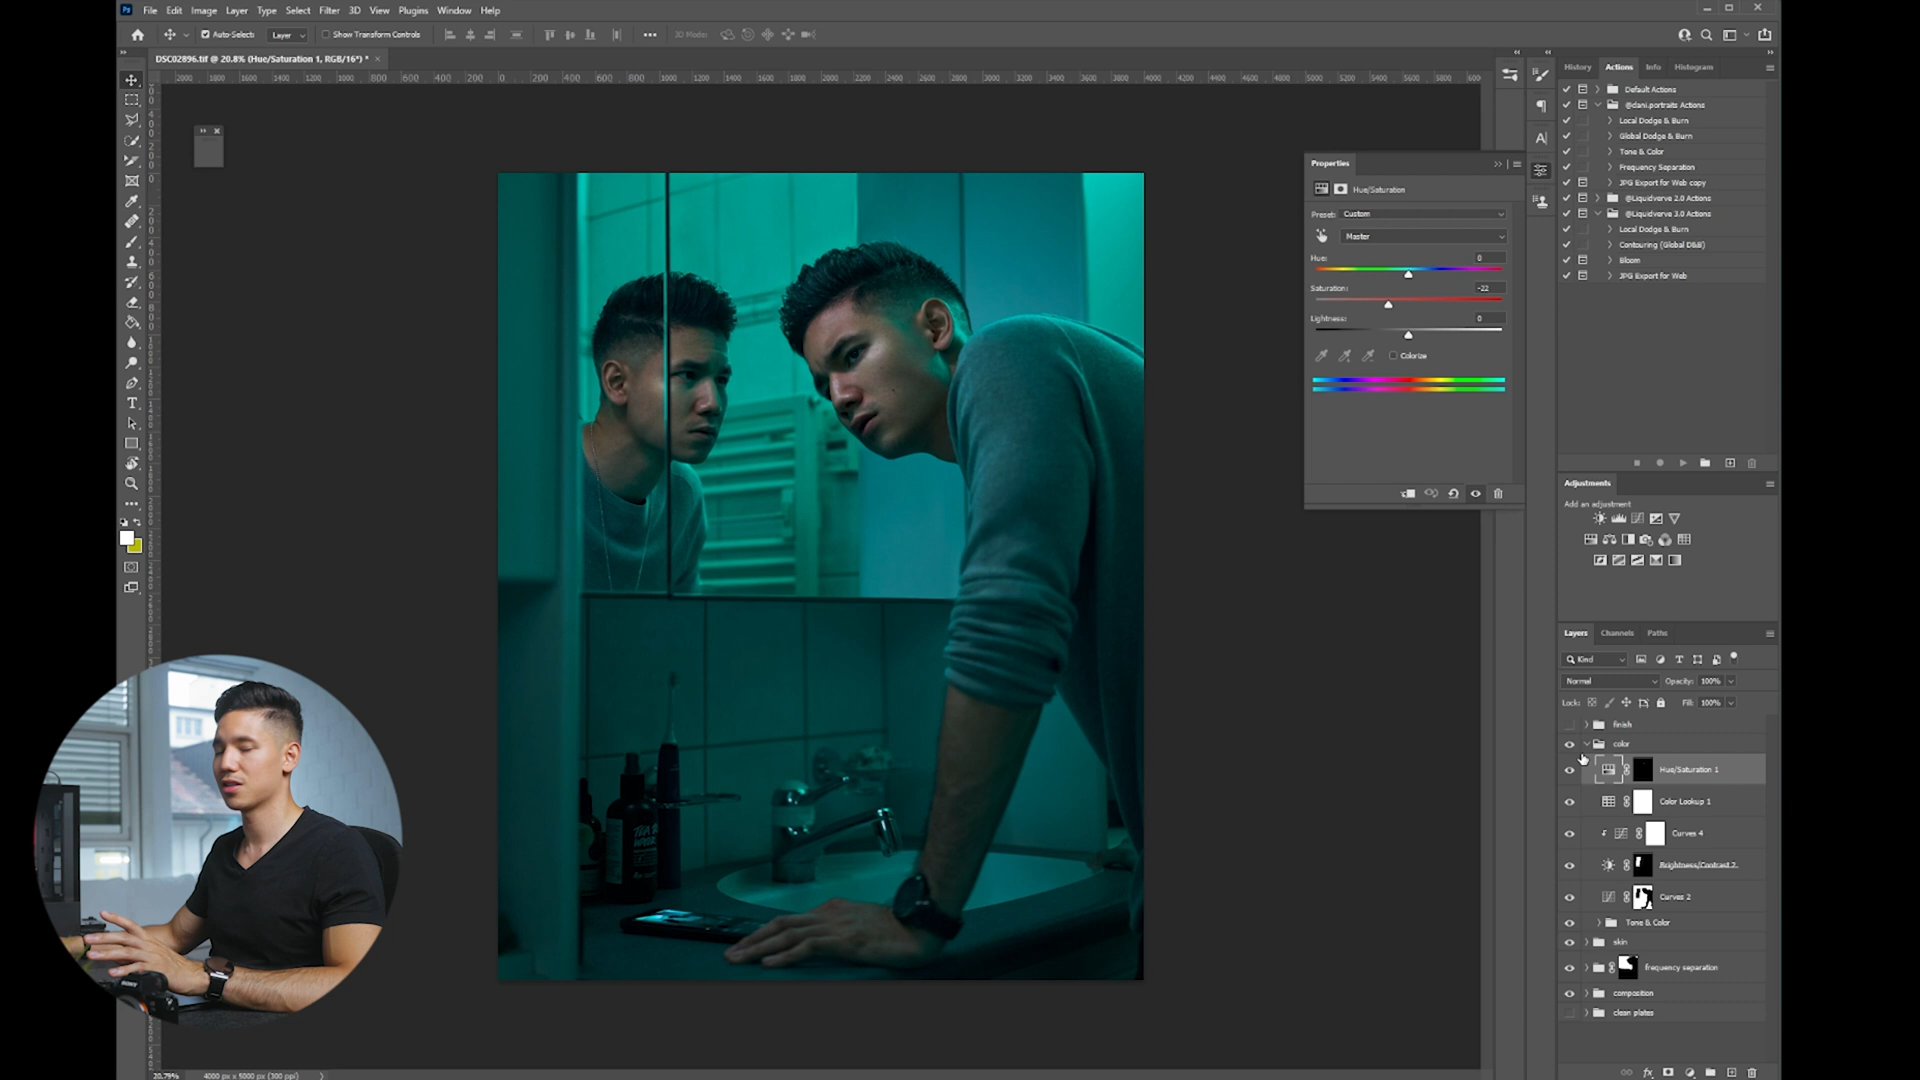 File Edit Image Layer Type Select Filter 3D View Plugins Window Help
Auto-Select: Layer Show Transform Controls 3D Mode:
DSC02896.tif @ 20.8% (Hue/Saturation 1, RGB/16*) *
History Actions Info Histogram
Default Actions
@dani.portraits Actions
Local Dodge & Burn
Global Dodge & Burn
Tone & Color
Frequency Separation
JPG Export for Web copy
@Liquidverve 2.0 Actions
@Liquidverve 3.0 Actions
Local Dodge & Burn
Contouring (Global D&B)
Bloom
JPG Export for Web
Properties
Hue/Saturation
Preset: Custom
Master
Hue: 0
Saturation: -22
Lightness: 0
Colorize
Adjustments
Add an adjustment
Layers Channels Paths
Kind
Normal Opacity: 100%
Lock: Fill: 100%
finish
color
Hue/Saturation 1
Color Lookup 1
Curves 4
Brightness/Contrast 2
Curves 2
Tone & Color
skin
frequency separation
composition
clean plates
SONY
20.79% 4000 px x 5000 px (300 ppi)